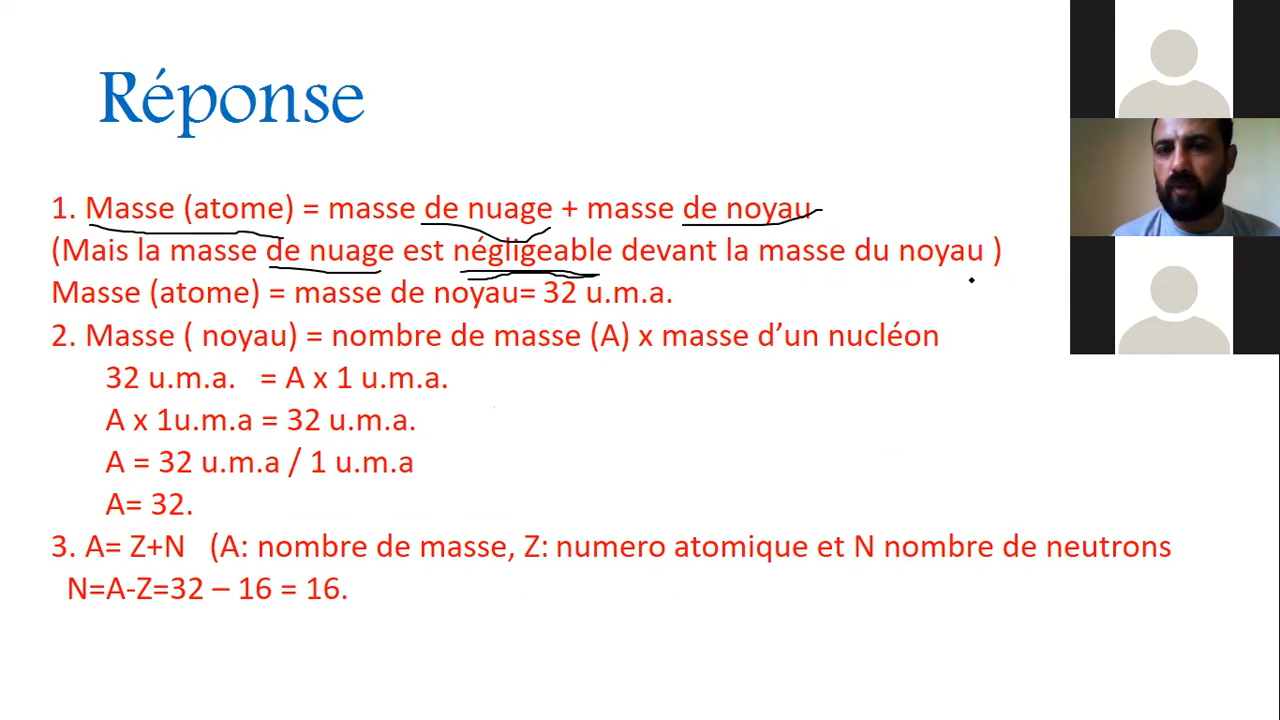 Réponse
1. Masse (atome) = masse de nuage + masse de noyau
(Mais la masse de nuage est négligeable devant la masse du noyau )
Masse (atome) = masse de noyau= 32 u.m.a.
2. Masse ( noyau) = nombre de masse (A) x masse d’un nucléon
32 u.m.a. = A x 1 u.m.a.
A x 1u.m.a = 32 u.m.a.
A = 32 u.m.a / 1 u.m.a
A= 32.
3. A= Z+N (A: nombre de masse, Z: numero atomique et N nombre de neutrons
N=A-Z=32 – 16 = 16.